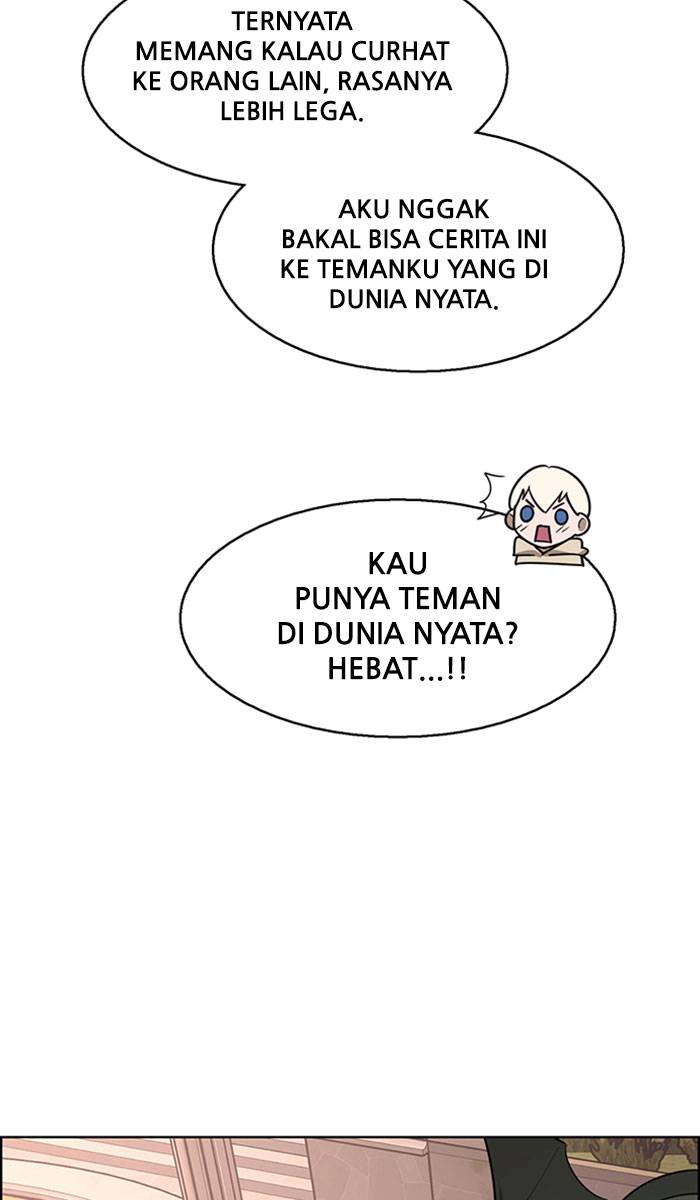 TERNYATA
MEMANG KALAU CURHAT
KE ORANG LAIN, RASANYA
LEBIH LEGA.
AKU NGGAK
BAKAL BISA CERITA INI
KE TEMANKU YANG DI
DUNIA NYATA.
KAU
PUNYA TEMAN
DI DUNIA NYATA?
HEBAT...!!